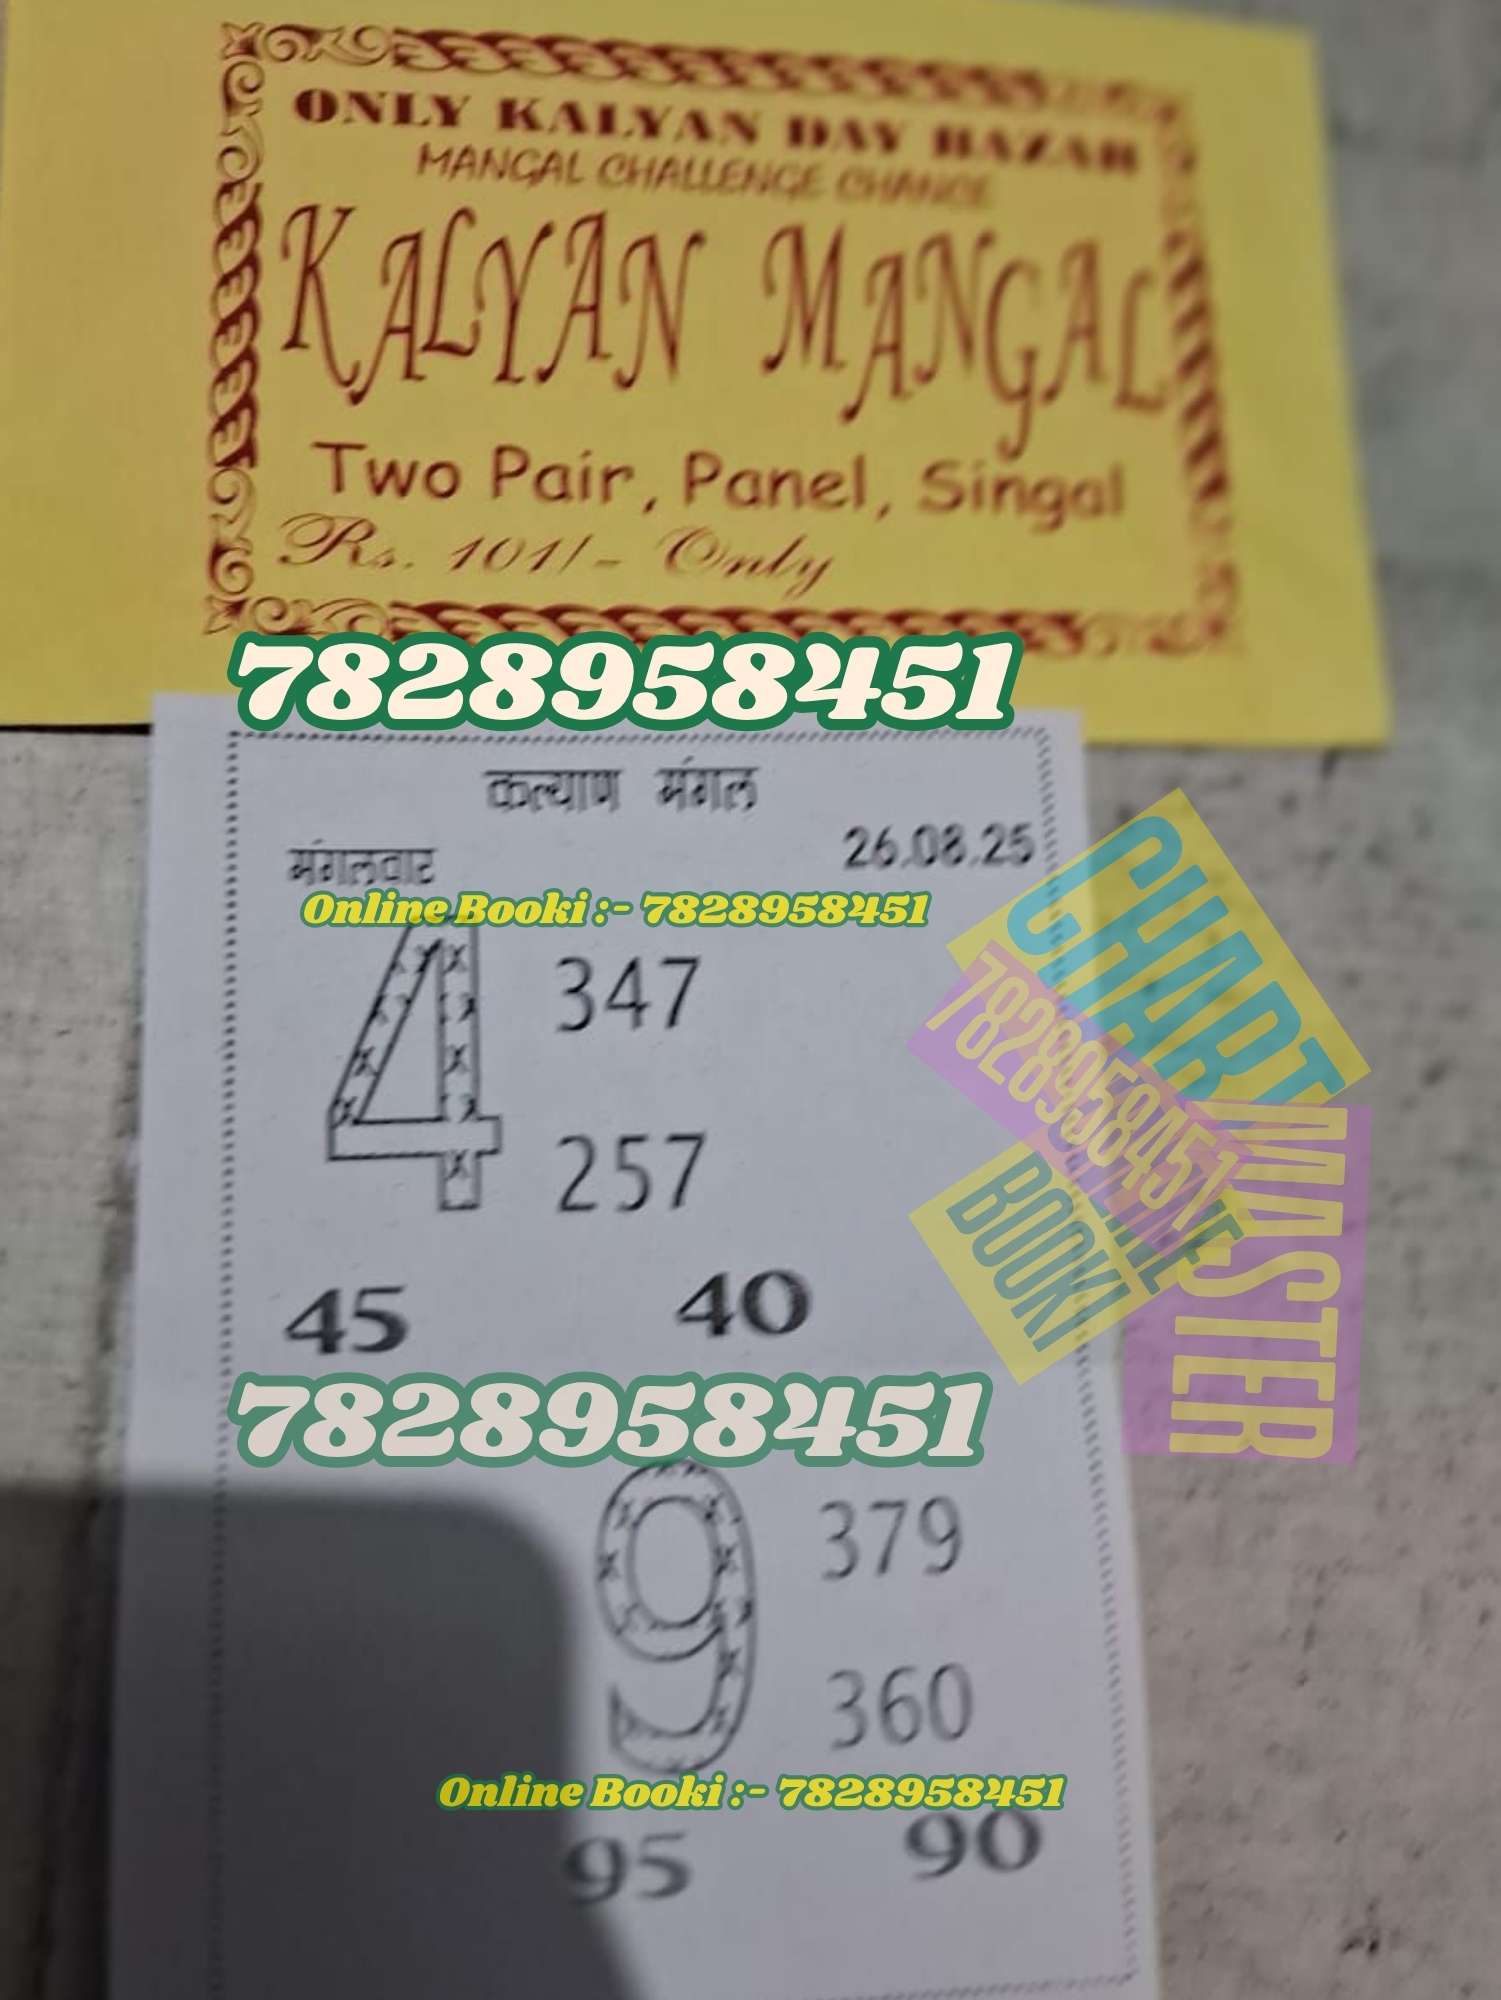 ONLY KALYAN DAY BAZAR
MANGAL CHALLENGE CHANCE
KALYAN MANGAL
Two Pair, Panel, Singal
Rs. 101/- Only
7828958451
कल्याण मंगल
मंगलवार
26.08.25
Online Booki :- 7828958451
4
347
257
45 40
CHART
7828958451
MASTER
ONLINE
BOOKI
7828958451
9
379
360
Online Booki :- 7828958451
95 90